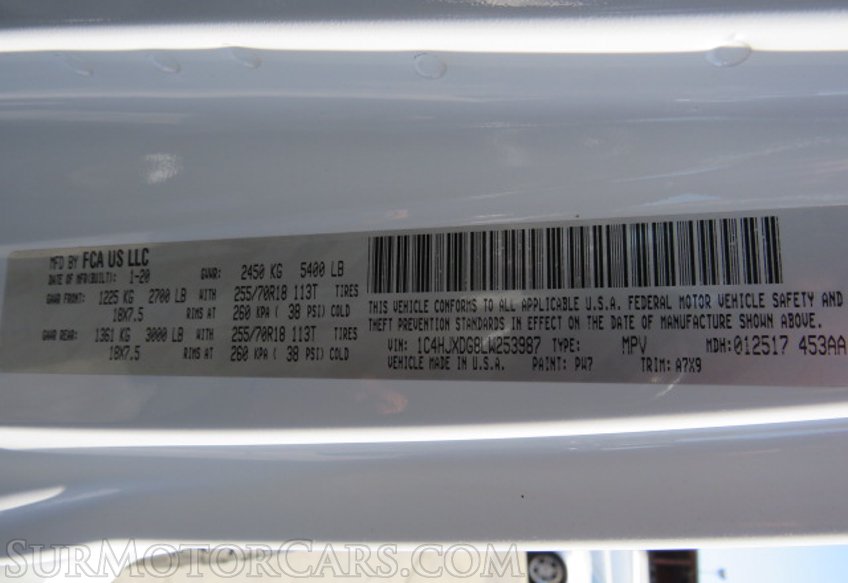 MFD BY FCA US LLC
DATE OF MFD(BUILT): 1-20 GVWR: 2450 KG 5400 LB
GAWR FRONT: 1225 KG 2700 LB WITH 255/70R18 113T TIRES
18X7.5 RIMS AT 260 KPA ( 38 PSI) COLD
GAWR REAR: 1361 KG 3000 LB WITH 255/70R18 113T TIRES
18X7.5 RIMS AT 260 KPA ( 38 PSI) COLD
THIS VEHICLE CONFORMS TO ALL APPLICABLE U.S.A. FEDERAL MOTOR VEHICLE SAFETY AND
THEFT PREVENTION STANDARDS IN EFFECT ON THE DATE OF MANUFACTURE SHOWN ABOVE.
VIN: 1C4HJXDG8LW253987 TYPE: MPV MDH:012517 453AA
VEHICLE MADE IN U.S.A. PAINT: PW7 TRIM: A7X9
SurMotorCars.com